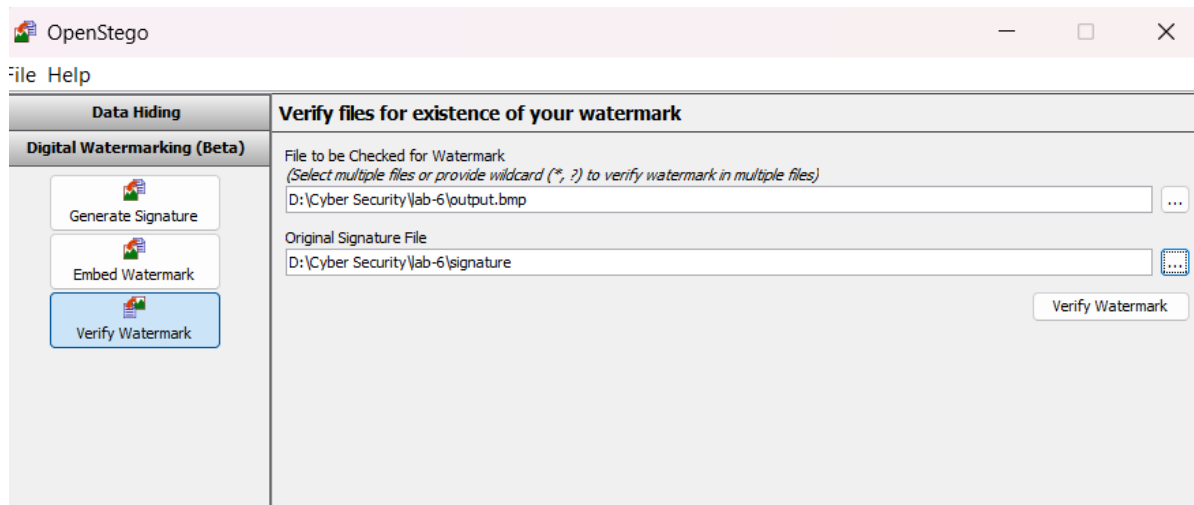 OpenStego
File Help
Data Hiding
Digital Watermarking (Beta)
Generate Signature
Embed Watermark
Verify Watermark
Verify files for existence of your watermark
File to be Checked for Watermark
(Select multiple files or provide wildcard (*, ?) to verify watermark in multiple files)
D:\Cyber Security\lab-6\output.bmp
...
Original Signature File
D:\Cyber Security\lab-6\signature
...
Verify Watermark